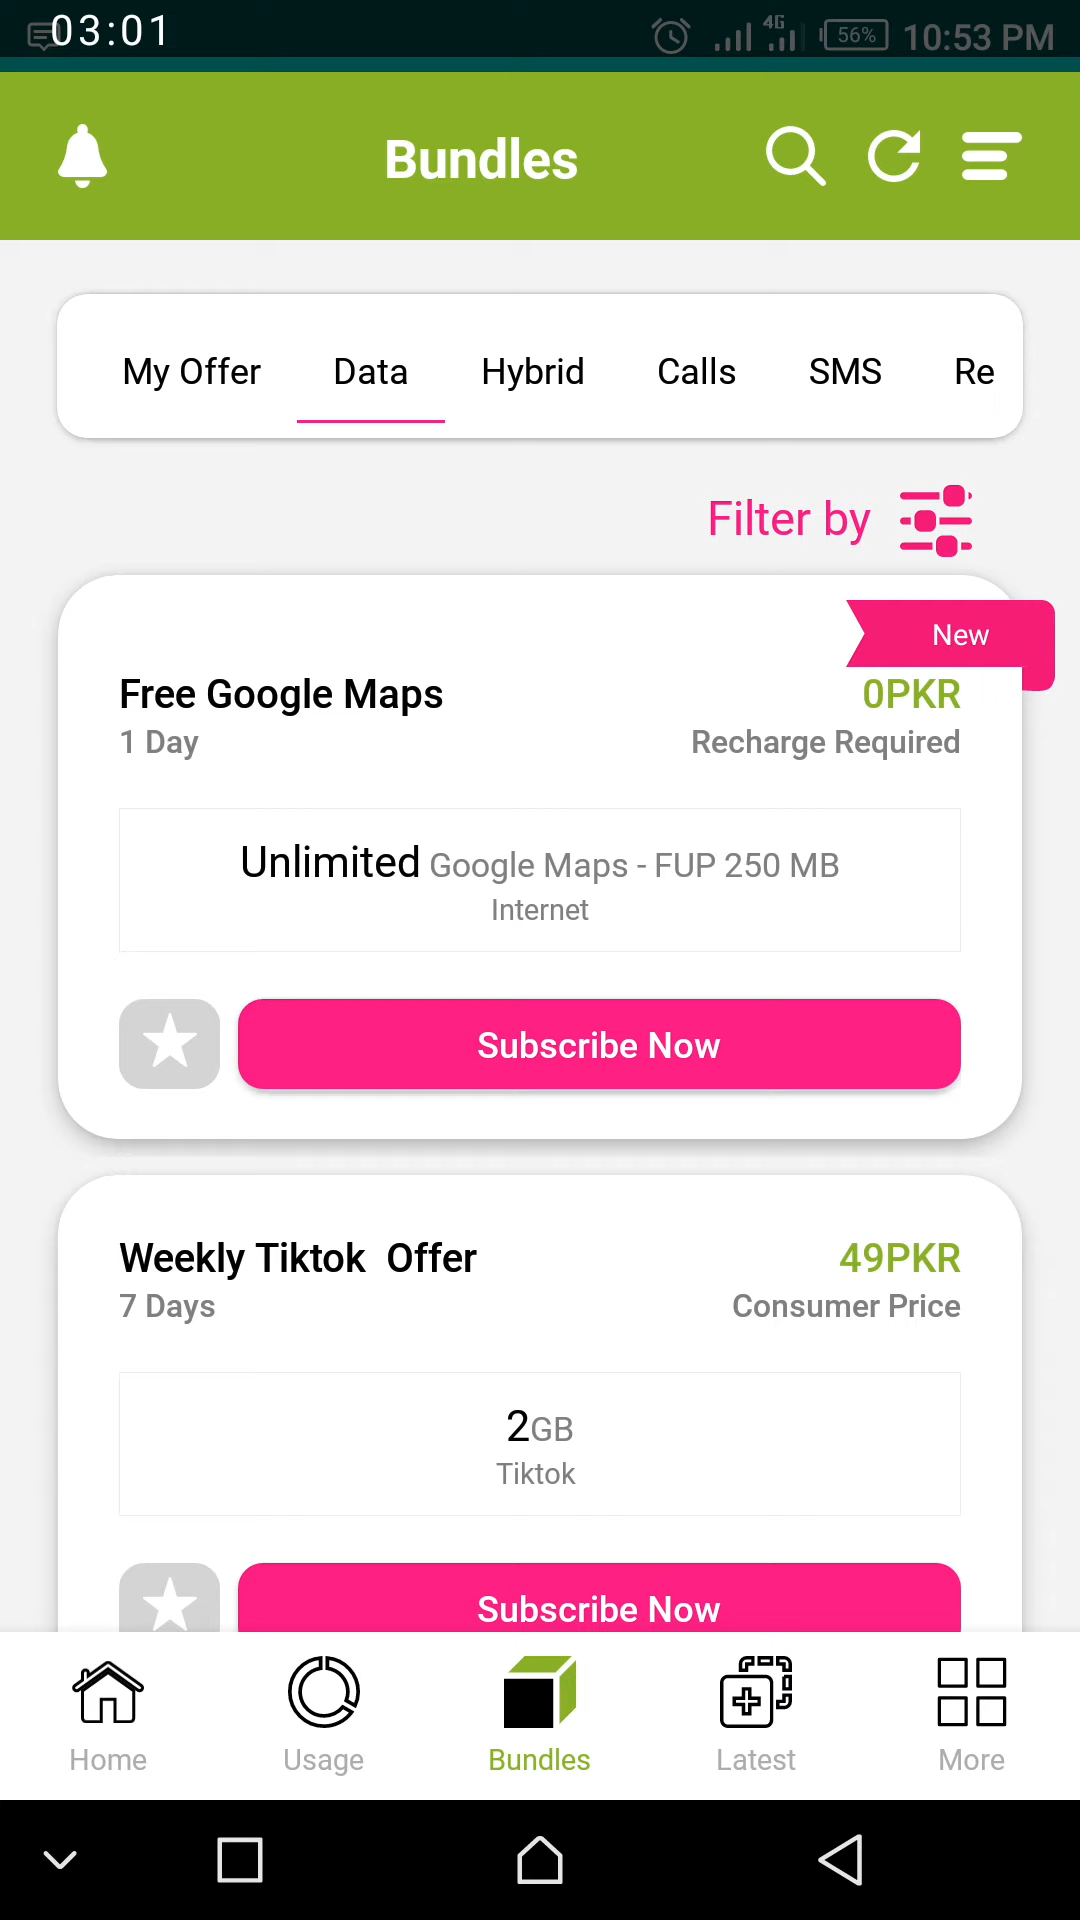 03:01 4G 56% 10:53 PM
Bundles
My Offer Data Hybrid Calls SMS Re
Filter by
New
Free Google Maps 0PKR
1 Day Recharge Required
Unlimited Google Maps - FUP 250 MB
Internet
Subscribe Now
Weekly Tiktok Offer 49PKR
7 Days Consumer Price
2GB
Tiktok
Subscribe Now
Home Usage Bundles Latest More